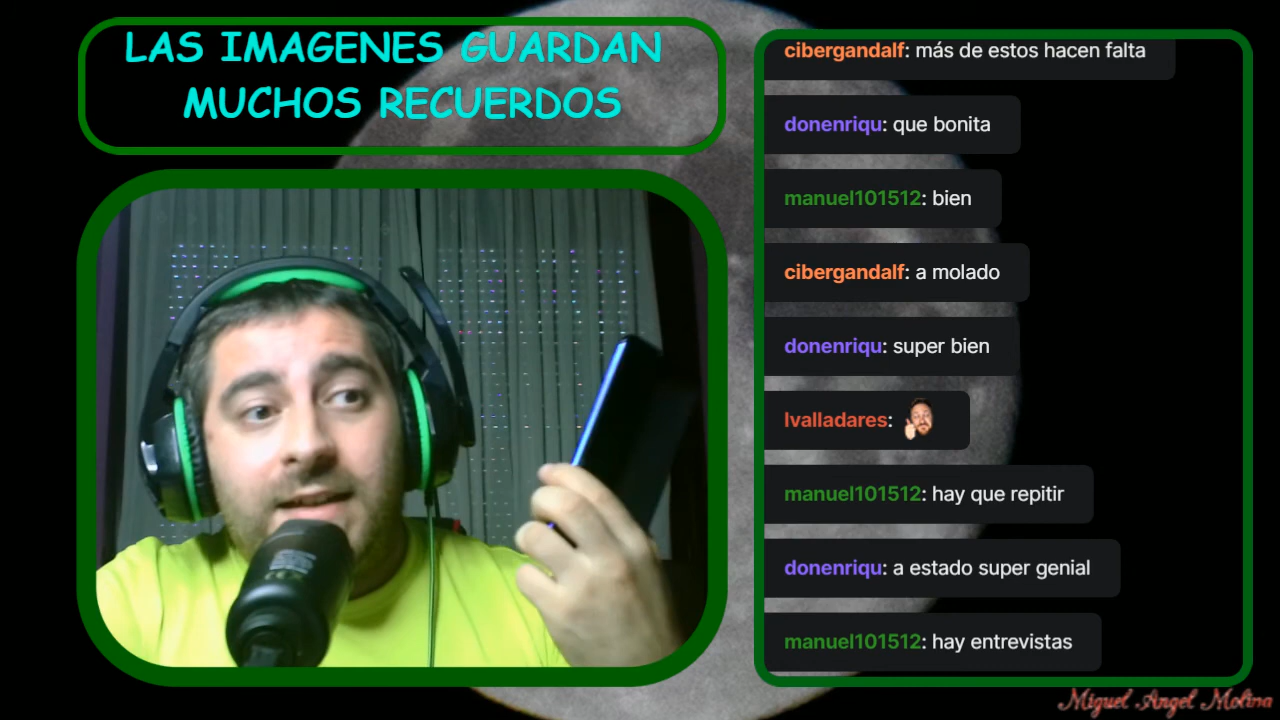 LAS IMAGENES GUARDAN
MUCHOS RECUERDOS
cibergandalf: más de estos hacen falta
donenriqu: que bonita
manuel101512: bien
cibergandalf: a molado
donenriqu: super bien
lvalladares:
manuel101512: hay que repitir
donenriqu: a estado super genial
manuel101512: hay entrevistas
Miguel Angel Molina